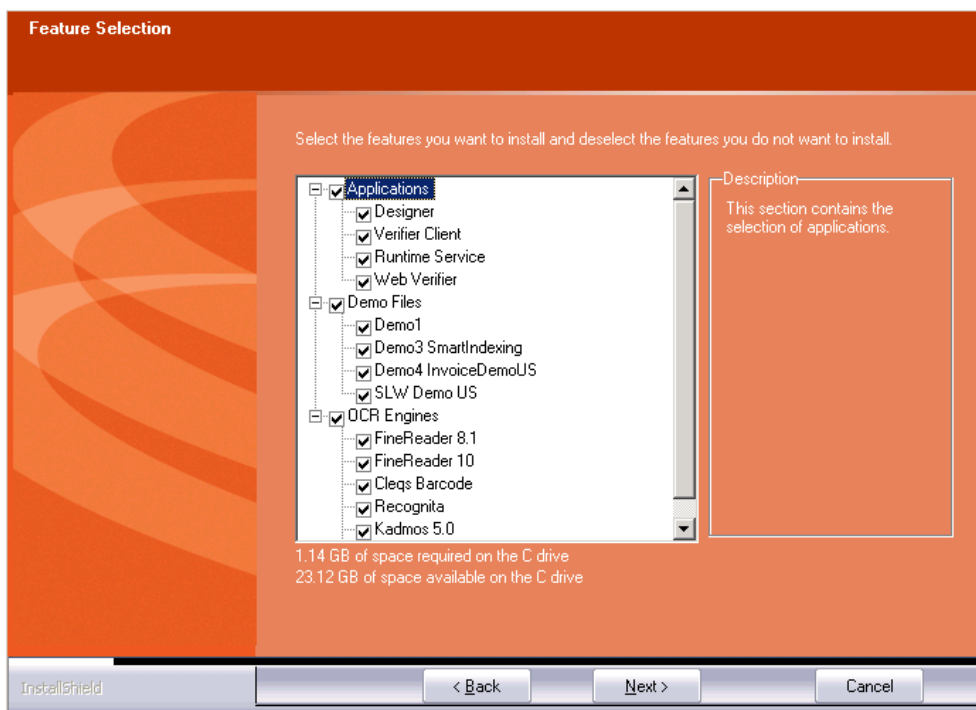 Feature Selection
Select the features you want to install and deselect the features you do not want to install.
Applications
Designer
Verifier Client
Runtime Service
Web Verifier
Demo Files
Demo1
Demo3 SmartIndexing
Demo4 InvoiceDemoUS
SLW Demo US
OCR Engines
FineReader 8.1
FineReader 10
Cleqs Barcode
Recognita
Kadmos 5.0
Description
This section contains the
selection of applications.
1.14 GB of space required on the C drive
23.12 GB of space available on the C drive
InstallShield
< Back
Next >
Cancel